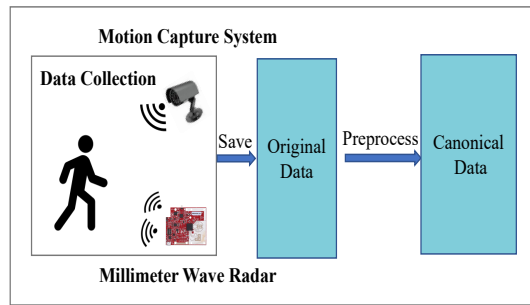 Motion Capture System
Data Collection
Save
Original
Data
Preprocess
Canonical
Data
Millimeter Wave Radar